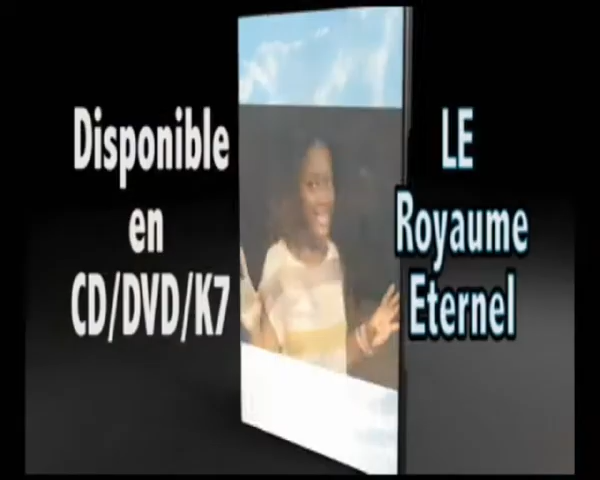 Disponible
en
CD/DVD/K7
LE
Royaume
Eternel